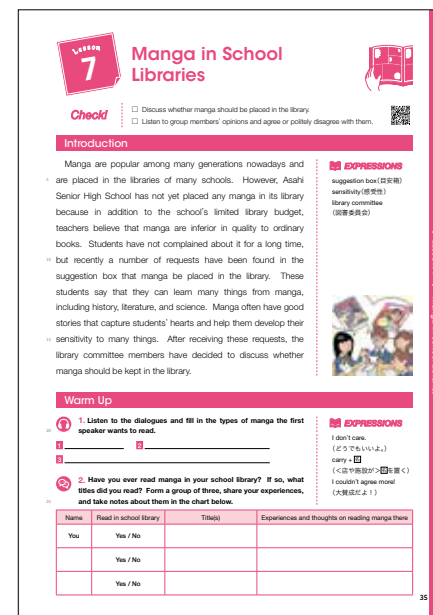 Lesson
7
Manga in School
Libraries
Check!
□ Discuss whether manga should be placed in the library.
□ Listen to group members' opinions and agree or politely disagree with them.
Introduction
Manga are popular among many generations nowadays and
are placed in the libraries of many schools. However, Asahi
Senior High School has not yet placed any manga in its library
because in addition to the school's limited library budget,
teachers believe that manga are inferior in quality to ordinary
books. Students have not complained about it for a long time,
but recently a number of requests have been found in the
suggestion box that manga be placed in the library. These
students say that they can learn many things from manga,
including history, literature, and science. Manga often have good
stories that capture students' hearts and help them develop their
sensitivity to many things. After receiving these requests, the
library committee members have decided to discuss whether
manga should be kept in the library.
EXPRESSIONS
suggestion box(目安箱)
sensitivity(感受性)
library committee
(図書委員会)
Warm Up
1. Listen to the dialogues and fill in the types of manga the first
speaker wants to read.
1
2
3
2. Have you ever read manga in your school library? If so, what
titles did you read? Form a group of three, share your experiences,
and take notes about them in the chart below.
EXPRESSIONS
I don't care.
(どうでもいいよ。)
carry + 名
(<店や施設が>名を置く)
I couldn't agree more!
(大賛成だよ!)
Name Read in school library Title(s) Experiences and thoughts on reading manga there
You Yes / No
Yes / No
Yes / No
35